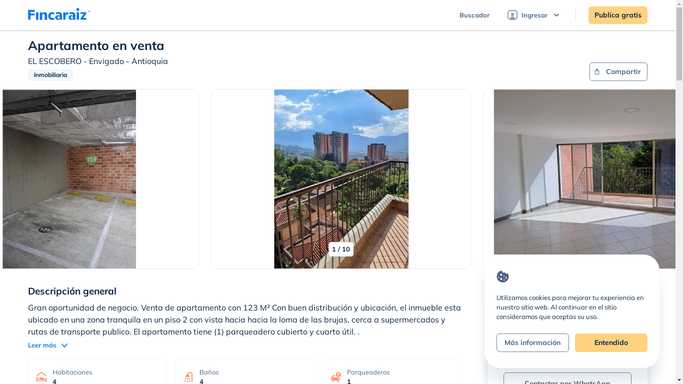 Fincaraiz
Buscador
Ingresar
Publica gratis
Apartamento en venta
EL ESCOBERO - Envigado - Antioquia
Inmobiliaria
Compartir
1 / 10
Descripción general
Gran oportunidad de negocio. Venta de apartamento con 123 M² Con buen distribución y ubicación, el inmueble esta
ubicado en una zona tranquila en un piso 2 con vista hacia hacia la loma de las brujas, cerca a supermercados y
rutas de transporte publico. El apartamento tiene (1) parqueadero cubierto y cuarto útil. .
Leer más
Habitaciones
4
Baños
4
Parqueaderos
1
Utilizamos cookies para mejorar tu experiencia en
nuestro sitio web. Al continuar en el sitio
consideramos que aceptas su uso.
Más información
Entendido
Contactar por WhatsApp